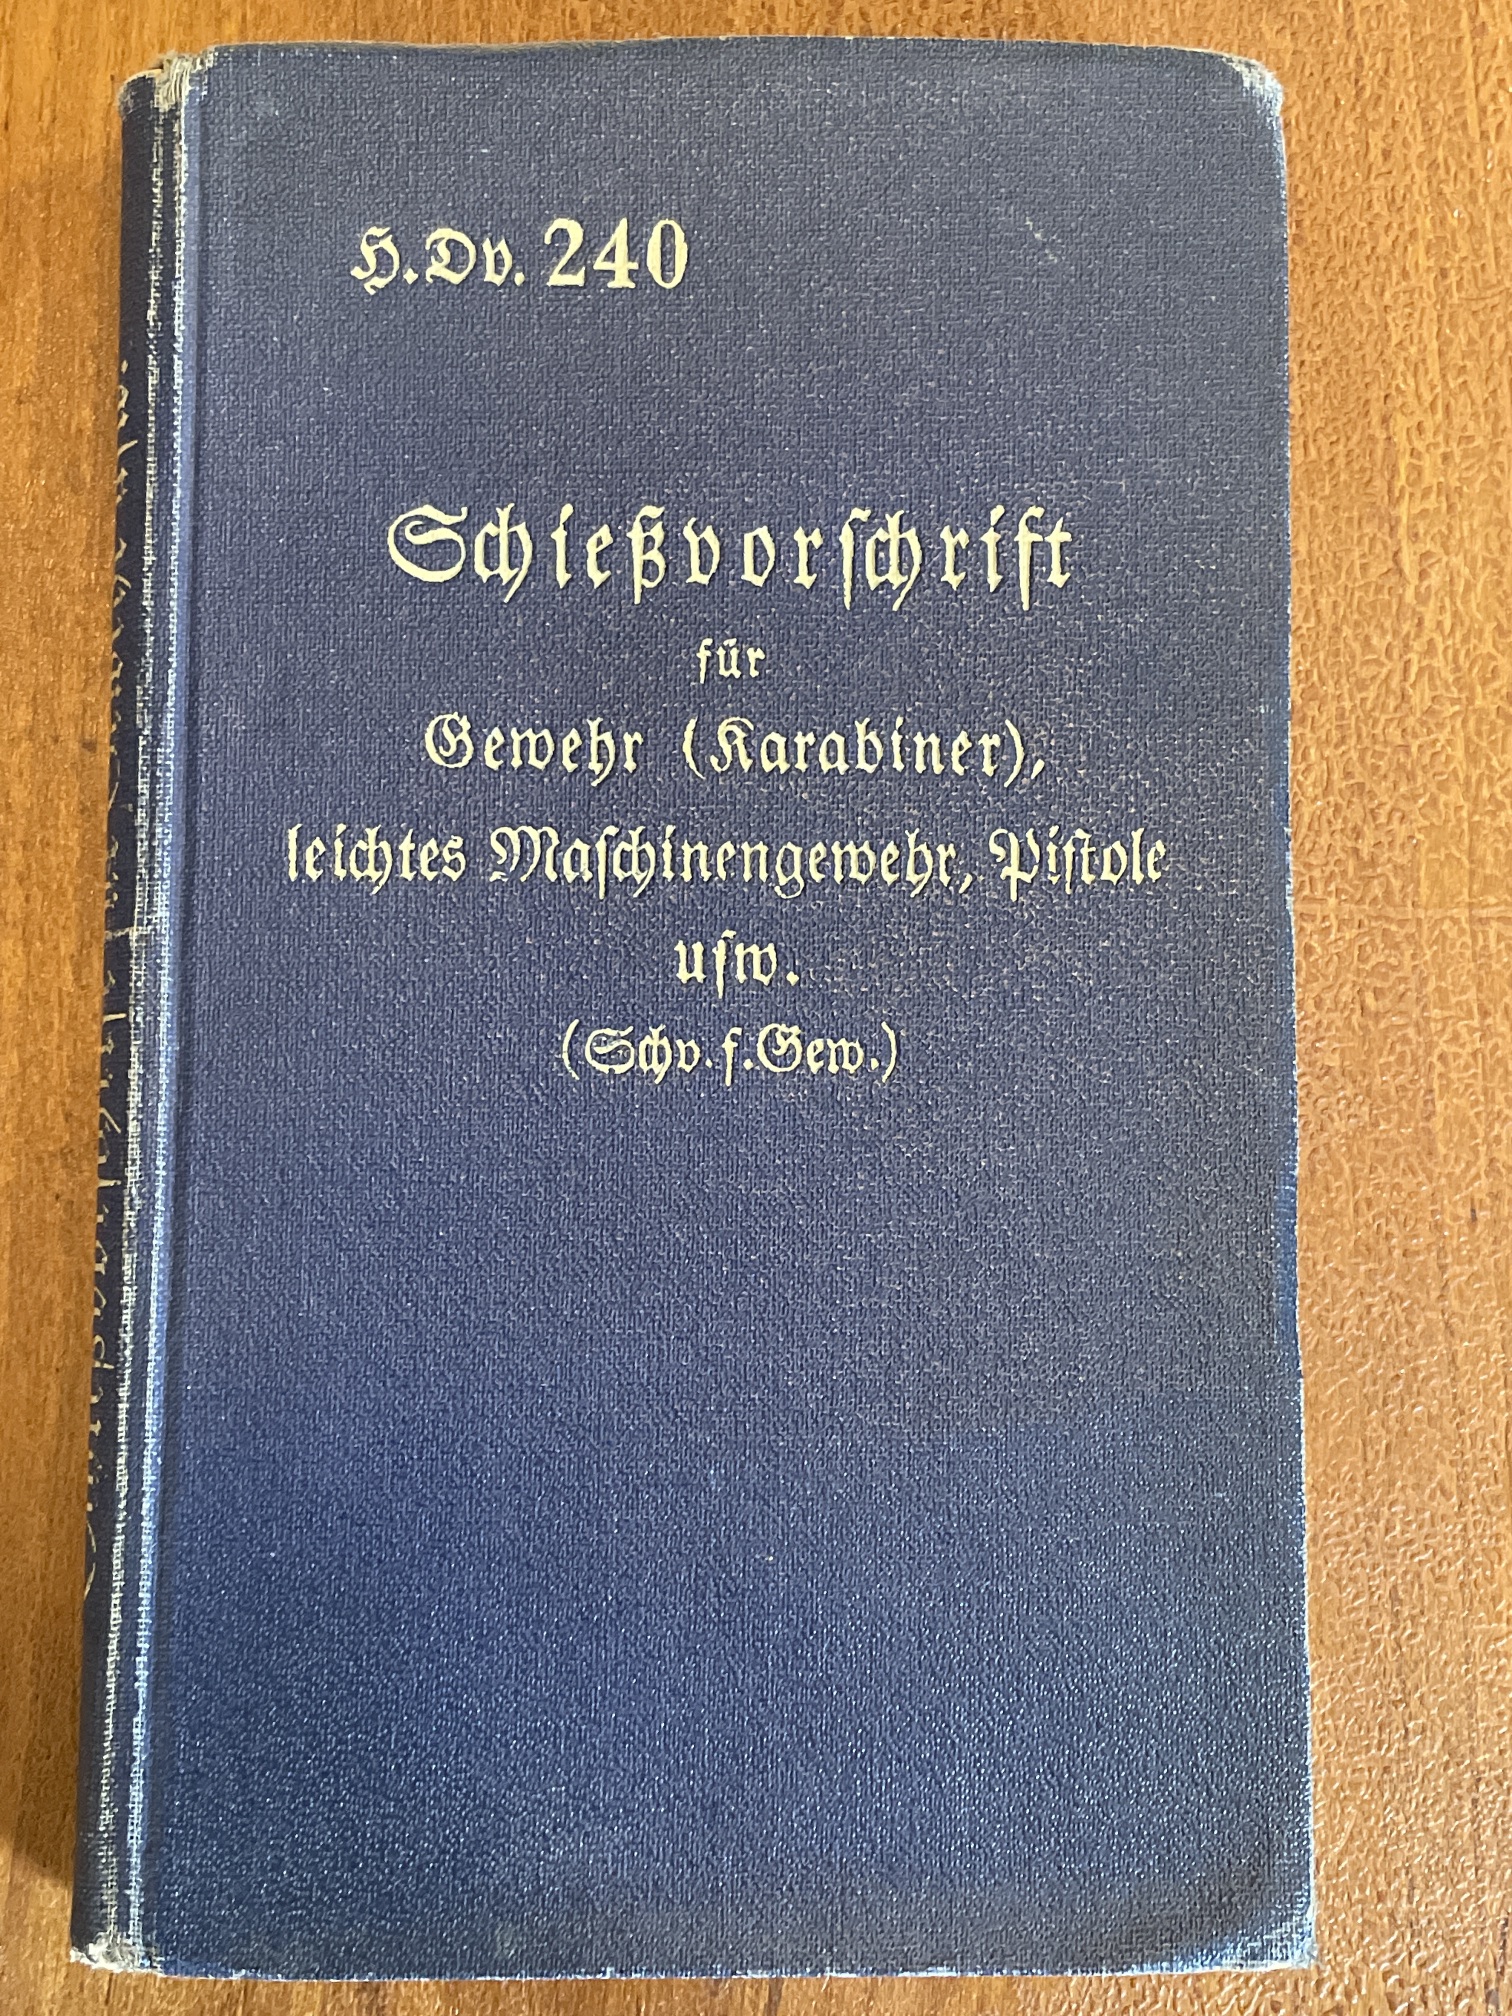 H.Dv. 240
Schießvorschrift
für
Gewehr (Karabiner),
leichtes Maschinengewehr, Pistole
usw.
(Schv. f. Gew.)